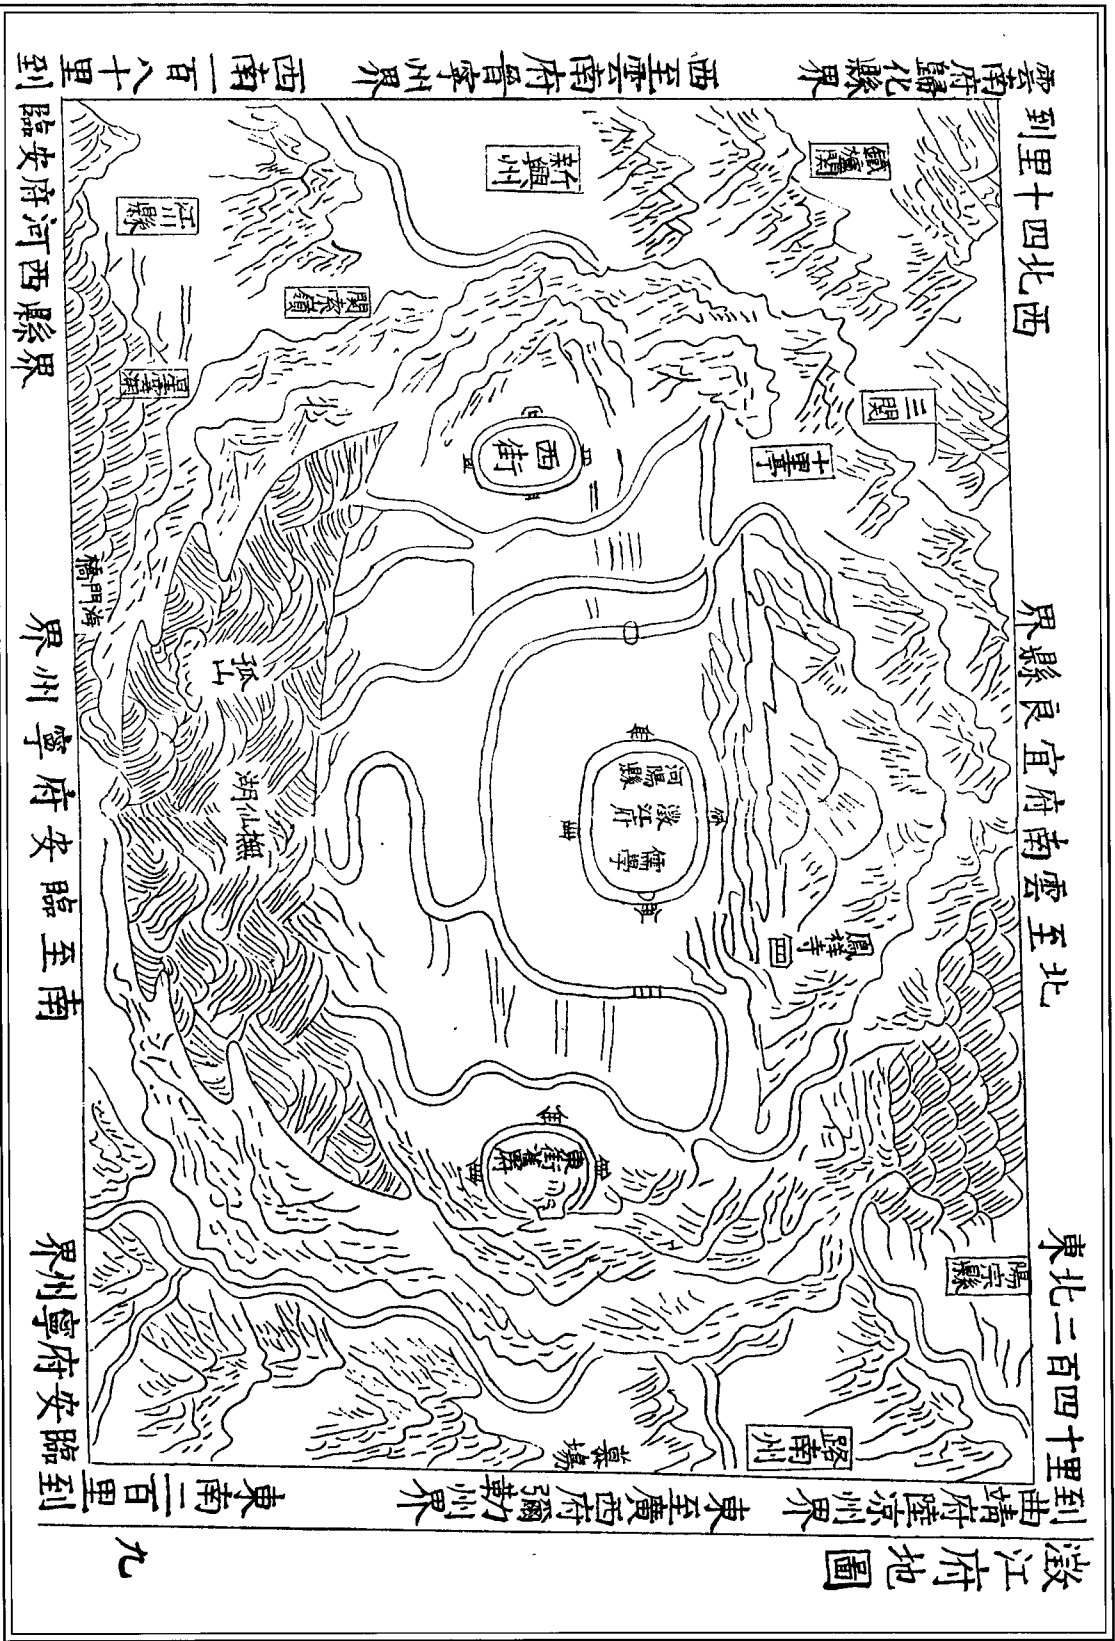 澂江府地圖
九
北至雲南府宜良縣界
東北二百四十里到曲靖府陸凉州界
東至廣西府彌勒州界
東南二百里到臨安府寧州界
南至臨安府寧州界
西南一百八十里到臨安府河西縣界
西至雲南府晉寧州界
西北四十里到雲南府歸化縣界
鐵爐關
新興州
江川縣
關索嶺
星雲湖
三關
十里亭
西街
海門橋
孤山
撫仙湖
河陽縣
澂江府
儒學
鳳祥寺
東街舊府
陽宗縣
路南州